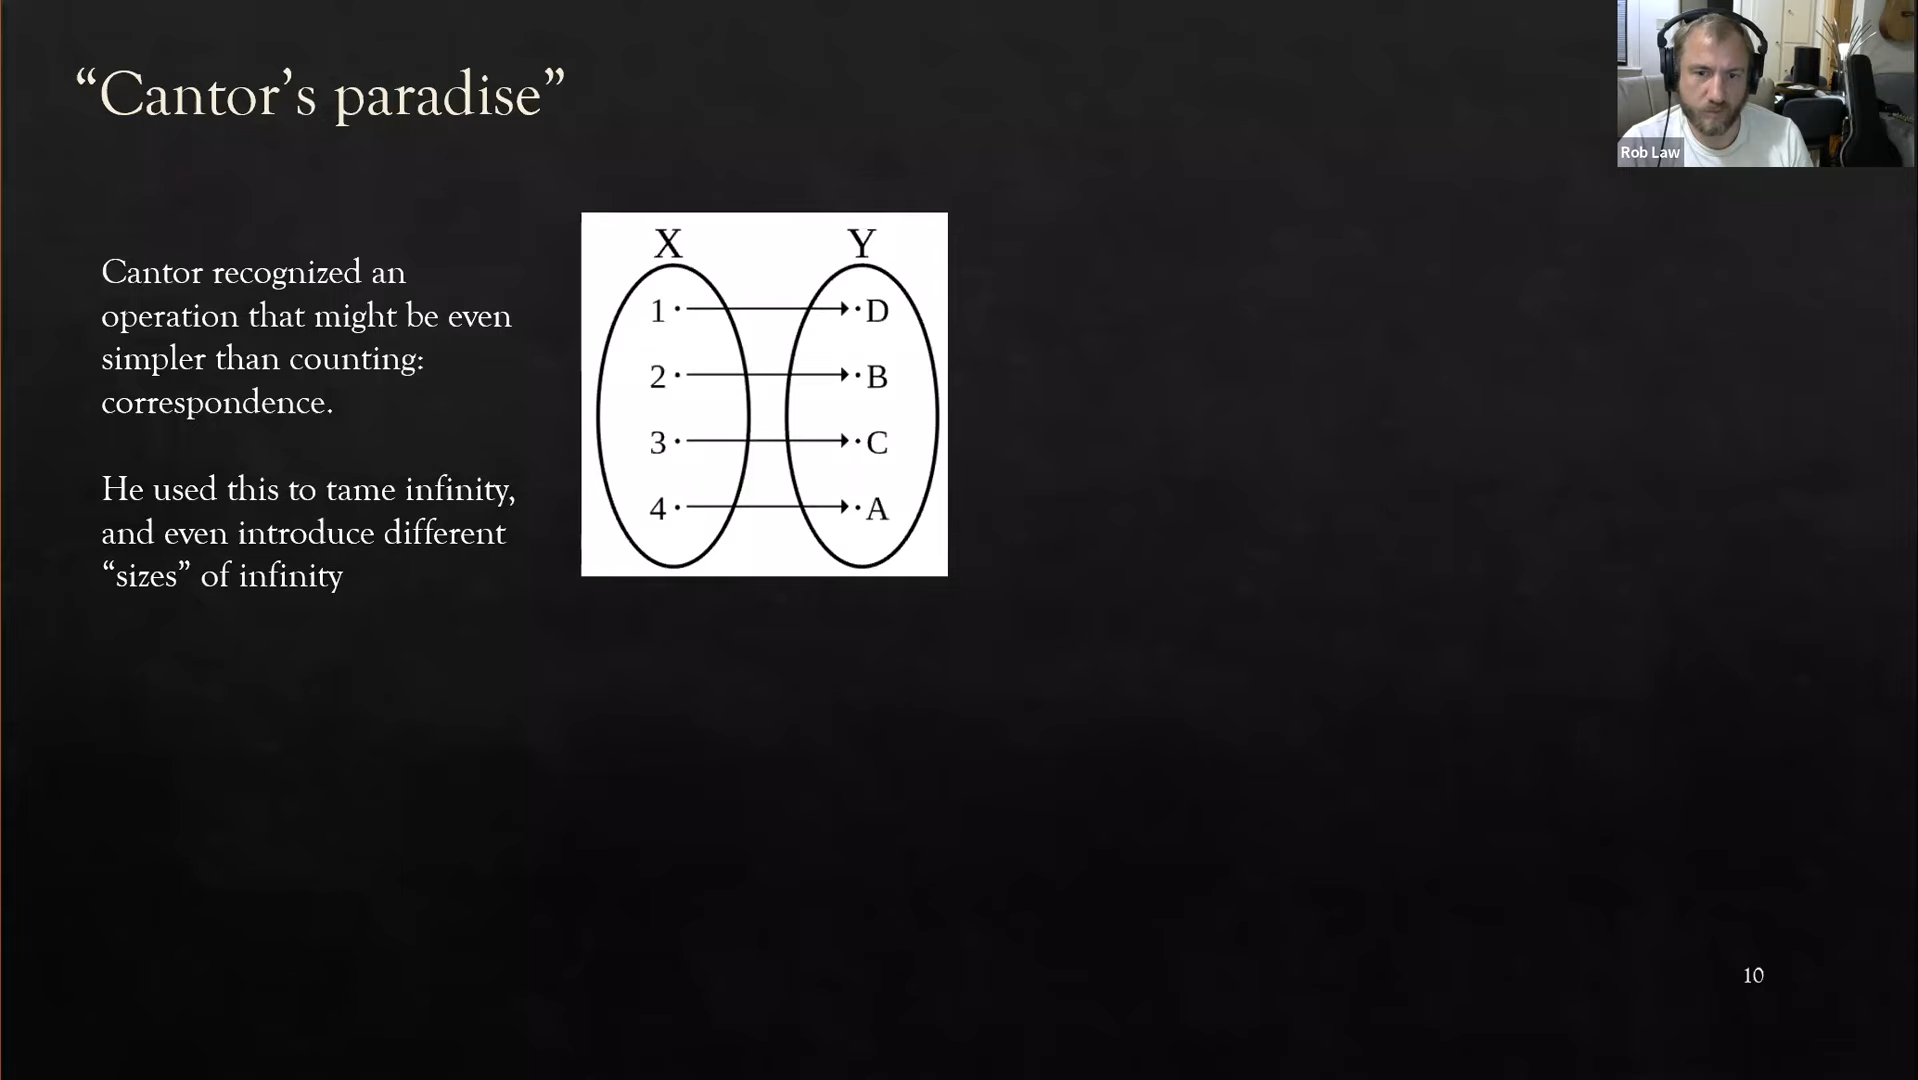 “Cantor’s paradise”
Rob Law
Cantor recognized an
operation that might be even
simpler than counting:
correspondence.
He used this to tame infinity,
and even introduce different
“sizes” of infinity
X Y
1 D
2 B
3 C
4 A
10